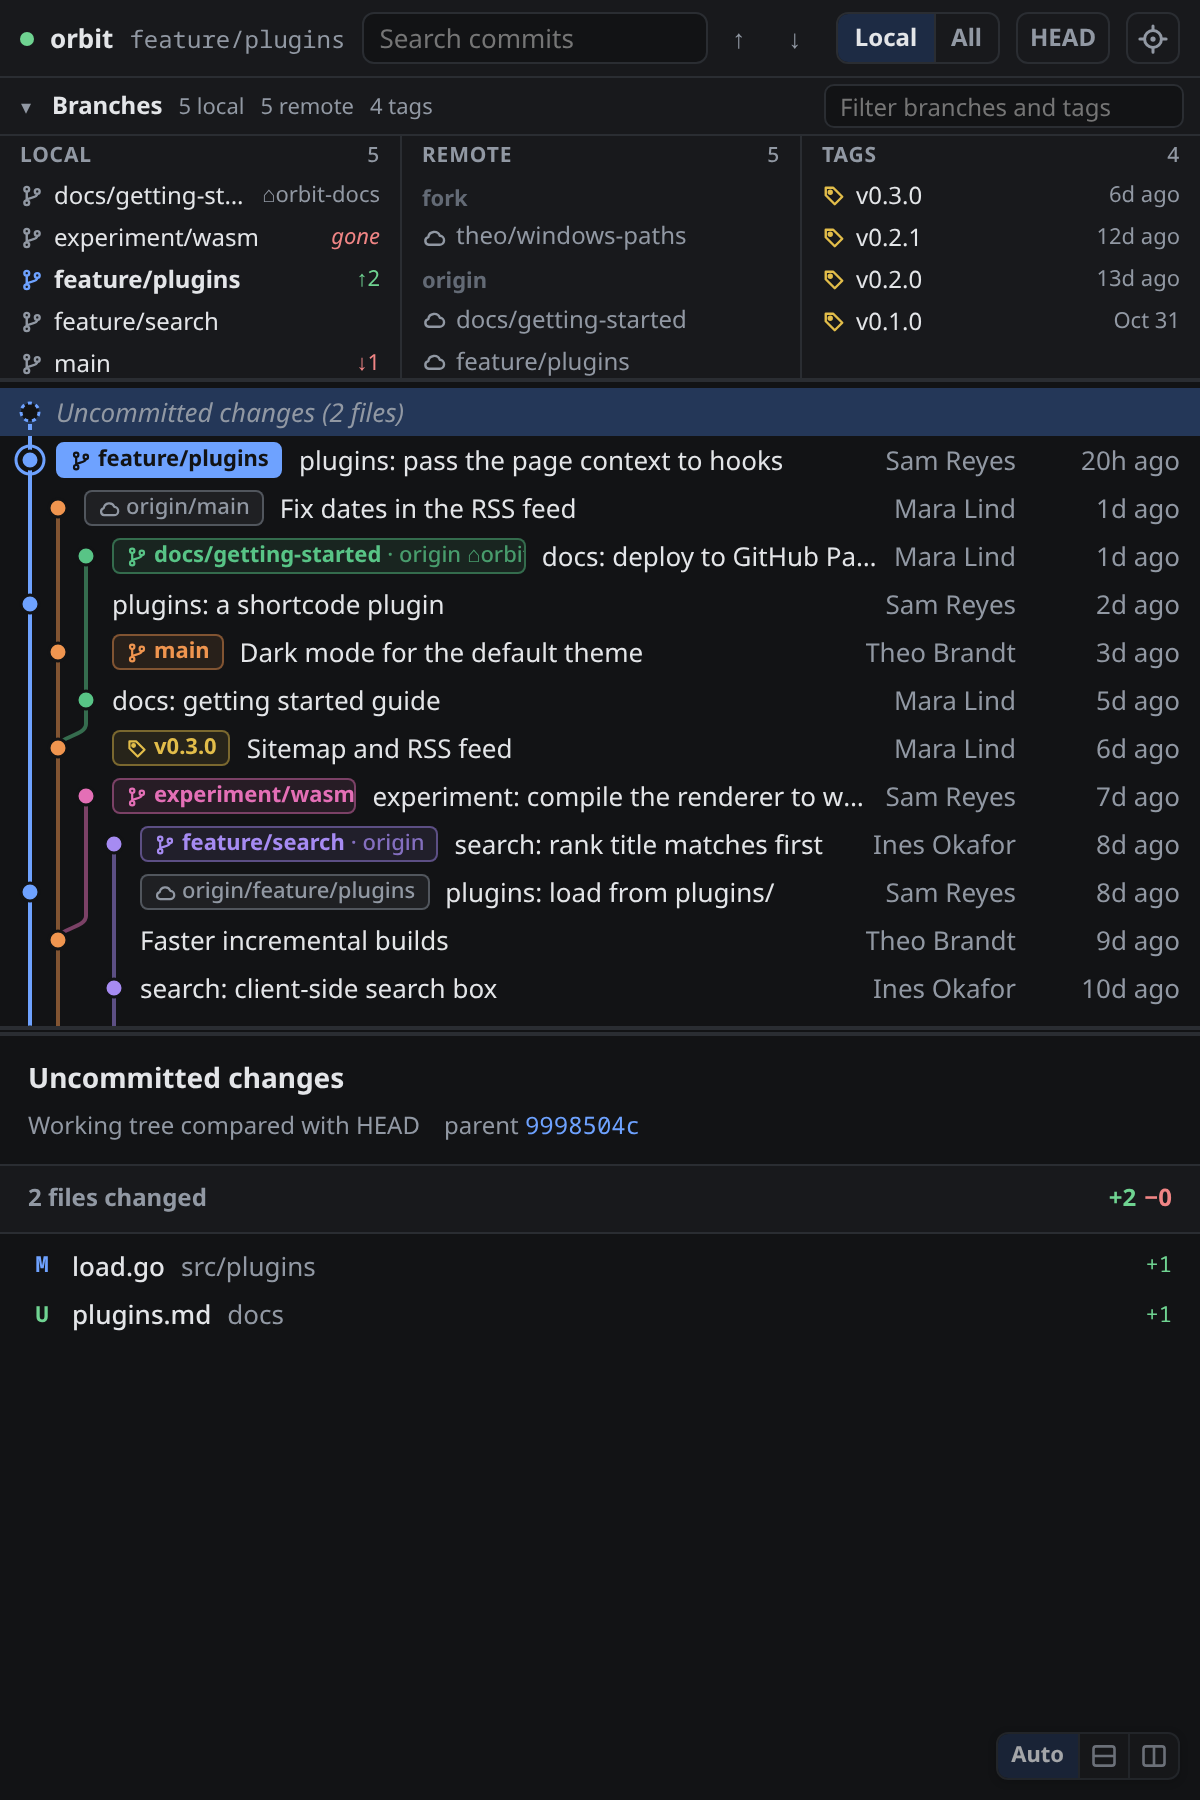 orbit feature/plugins Search commits ↑ ↓ Local All HEAD
▼ Branches 5 local 5 remote 4 tags Filter branches and tags
LOCAL 5
docs/getting-st... ⌂orbit-docs
experiment/wasm gone
feature/plugins ↑2
feature/search
main ↓1
REMOTE 5
fork
theo/windows-paths
origin
docs/getting-started
feature/plugins
TAGS 4
v0.3.0 6d ago
v0.2.1 12d ago
v0.2.0 13d ago
v0.1.0 Oct 31
Uncommitted changes (2 files)
feature/plugins plugins: pass the page context to hooks Sam Reyes 20h ago
origin/main Fix dates in the RSS feed Mara Lind 1d ago
docs/getting-started · origin ⌂orbi docs: deploy to GitHub Pa... Mara Lind 1d ago
plugins: a shortcode plugin Sam Reyes 2d ago
main Dark mode for the default theme Theo Brandt 3d ago
docs: getting started guide Mara Lind 5d ago
v0.3.0 Sitemap and RSS feed Mara Lind 6d ago
experiment/wasm experiment: compile the renderer to w... Sam Reyes 7d ago
feature/search · origin search: rank title matches first Ines Okafor 8d ago
origin/feature/plugins plugins: load from plugins/ Sam Reyes 8d ago
Faster incremental builds Theo Brandt 9d ago
search: client-side search box Ines Okafor 10d ago
Uncommitted changes
Working tree compared with HEAD parent 9998504c
2 files changed +2 −0
M load.go src/plugins +1
U plugins.md docs +1
Auto